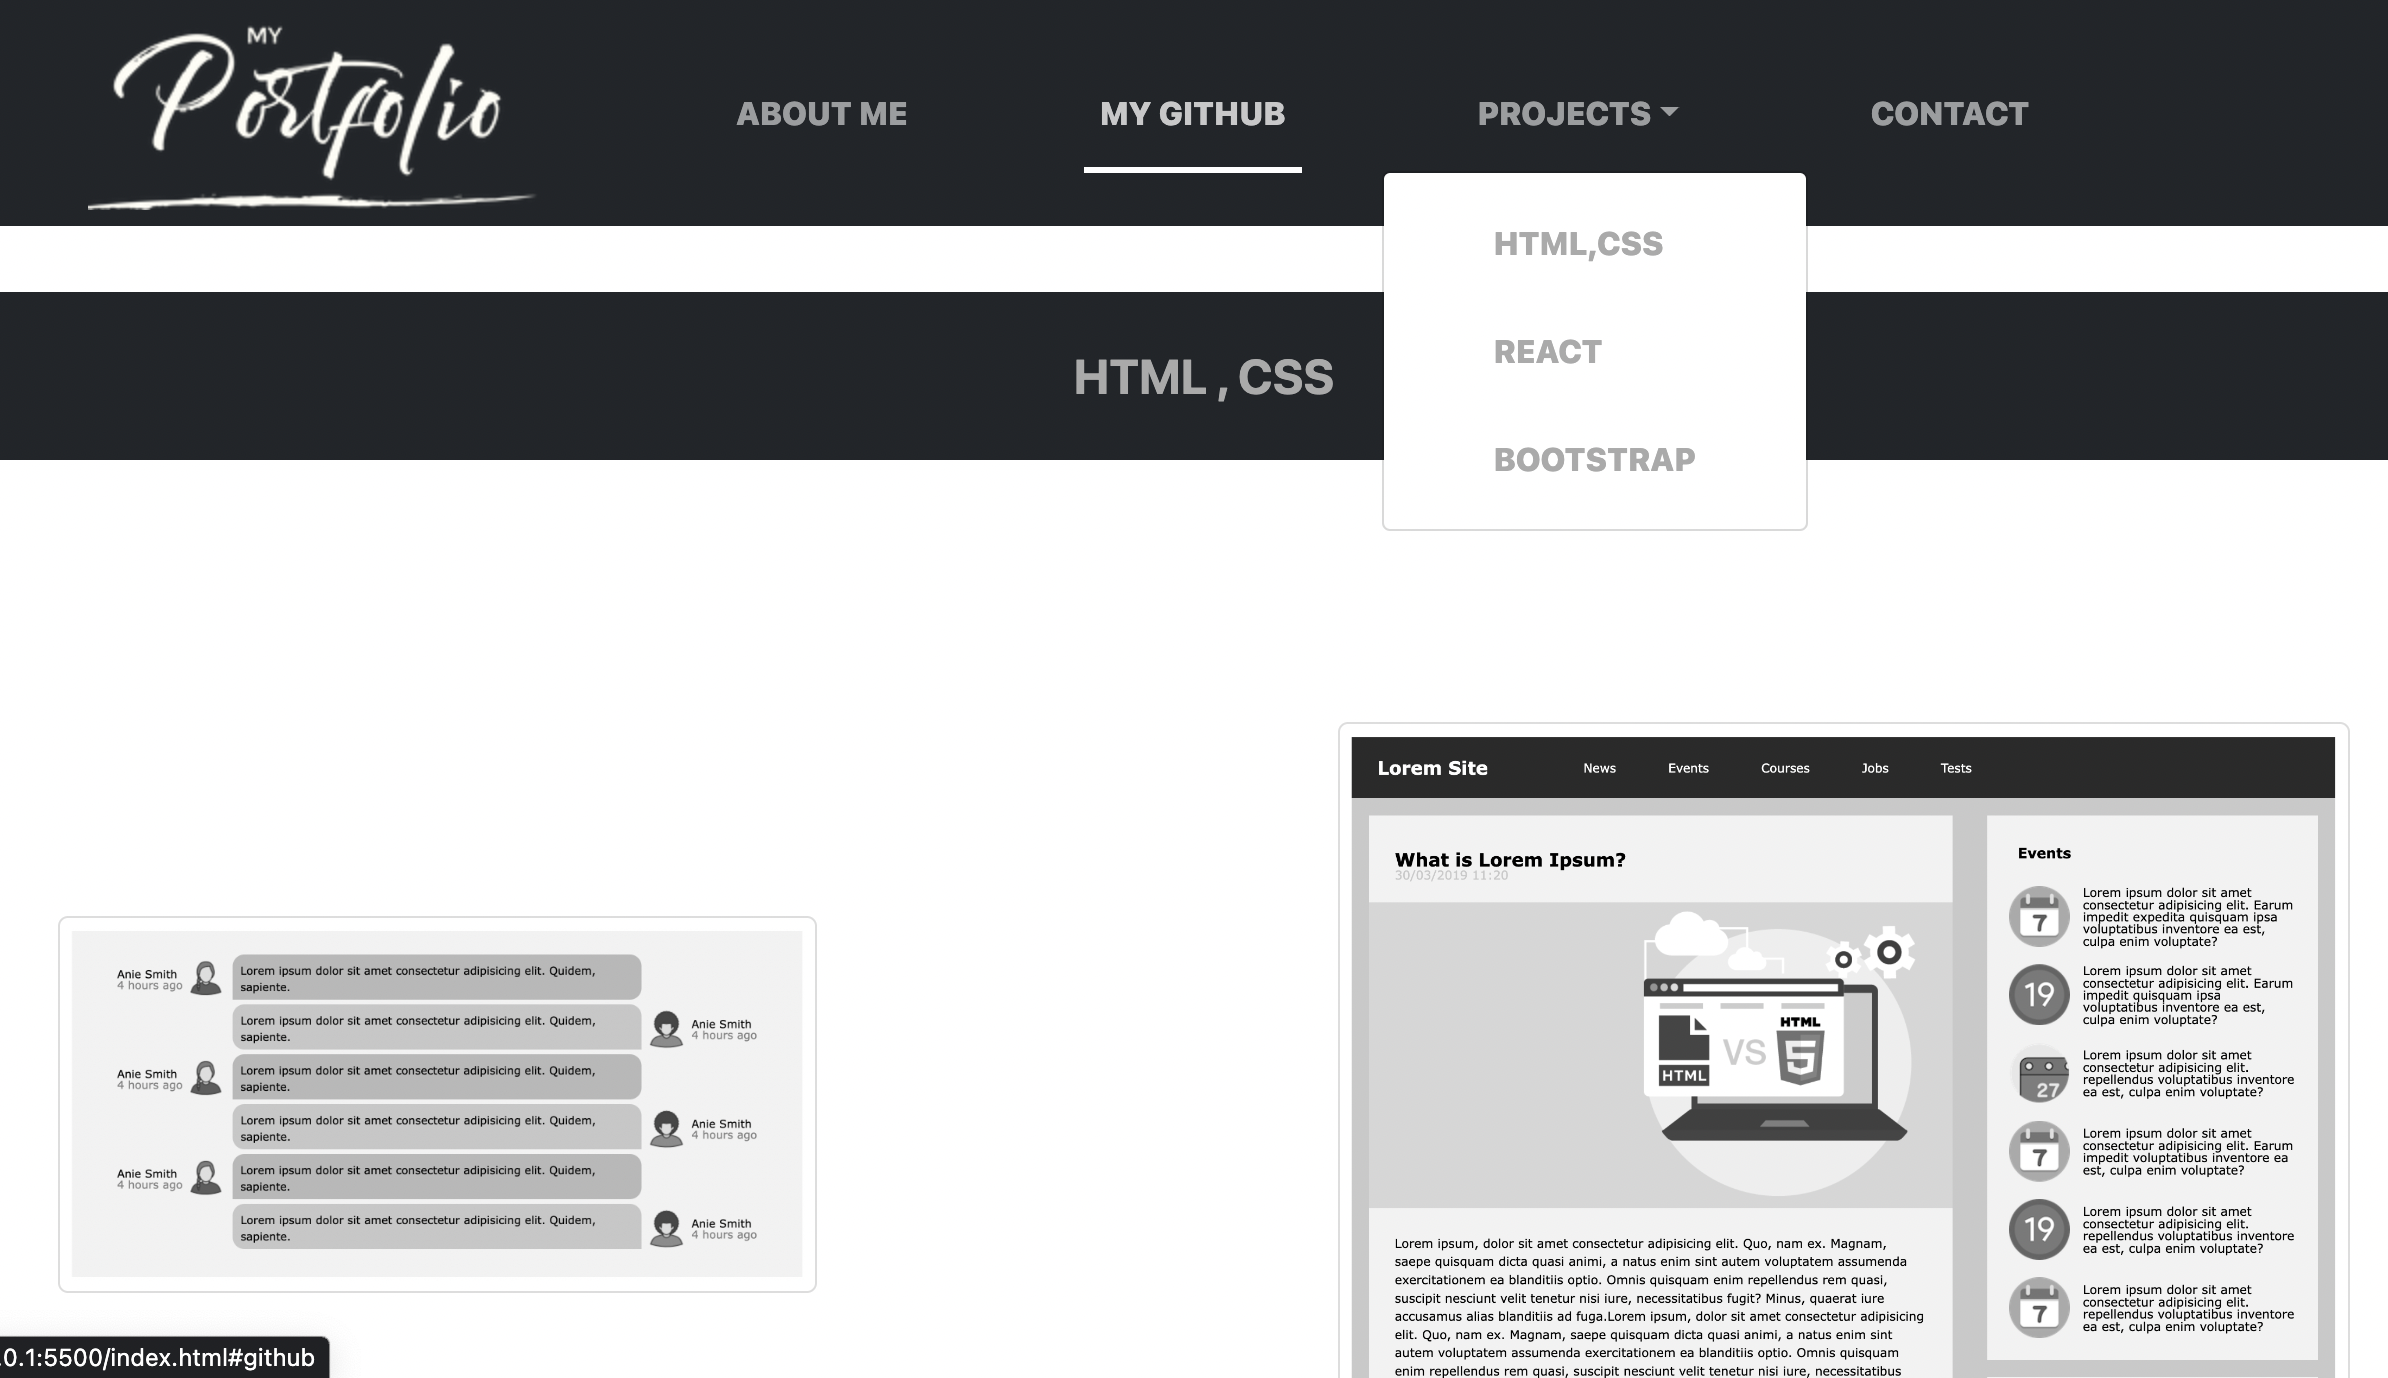 MY
Portfolio
ABOUT ME
MY GITHUB
PROJECTS
CONTACT
HTML,CSS
REACT
BOOTSTRAP
HTML , CSS
Anie Smith
4 hours ago
Lorem ipsum dolor sit amet consectetur adipisicing elit. Quidem,
sapiente.
Lorem ipsum dolor sit amet consectetur adipisicing elit. Quidem,
sapiente.
Anie Smith
4 hours ago
Anie Smith
4 hours ago
Lorem ipsum dolor sit amet consectetur adipisicing elit. Quidem,
sapiente.
Lorem ipsum dolor sit amet consectetur adipisicing elit. Quidem,
sapiente.
Anie Smith
4 hours ago
Anie Smith
4 hours ago
Lorem ipsum dolor sit amet consectetur adipisicing elit. Quidem,
sapiente.
Lorem ipsum dolor sit amet consectetur adipisicing elit. Quidem,
sapiente.
Anie Smith
4 hours ago
Lorem Site
News
Events
Courses
Jobs
Tests
What is Lorem Ipsum?
30/03/2019 11:20
HTML
VS
HTML
5
Lorem ipsum, dolor sit amet consectetur adipisicing elit. Quo, nam ex. Magnam,
saepe quisquam dicta quasi animi, a natus enim sint autem voluptatem assumenda
exercitationem ea blanditiis optio. Omnis quisquam enim repellendus rem quasi,
suscipit nesciunt velit tenetur nisi iure, necessitatibus fugit? Minus, quaerat iure
accusamus alias blanditiis ad fuga.Lorem ipsum, dolor sit amet consectetur adipisicing
elit. Quo, nam ex. Magnam, saepe quisquam dicta quasi animi, a natus enim sint
autem voluptatem assumenda exercitationem ea blanditiis optio. Omnis quisquam
enim repellendus rem quasi, suscipit nesciunt velit tenetur nisi iure, necessitatibus
Events
7
Lorem ipsum dolor sit amet
consectetur adipisicing elit. Earum
impedit expedita quisquam ipsa
voluptatibus inventore ea est,
culpa enim voluptate?
19
Lorem ipsum dolor sit amet
consectetur adipisicing elit. Earum
impedit quisquam ipsa
voluptatibus inventore ea est,
culpa enim voluptate?
27
Lorem ipsum dolor sit amet
consectetur adipisicing elit.
repellendus voluptatibus inventore
ea est, culpa enim voluptate?
7
Lorem ipsum dolor sit amet
consectetur adipisicing elit. Earum
impedit voluptatibus inventore ea
est, culpa enim voluptate?
19
Lorem ipsum dolor sit amet
consectetur adipisicing elit.
repellendus voluptatibus inventore
ea est, culpa enim voluptate?
7
Lorem ipsum dolor sit amet
consectetur adipisicing elit.
repellendus voluptatibus inventore
ea est, culpa enim voluptate?
.0.1:5500/index.html#github